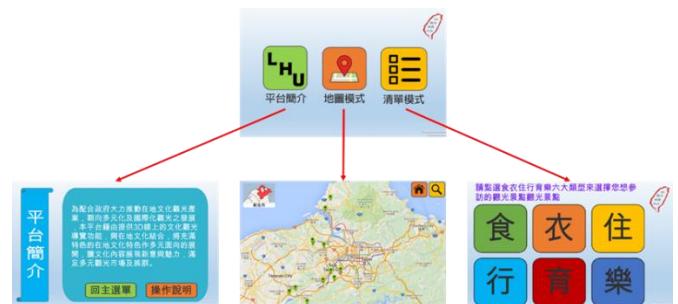 LHU
平台簡介
地圖模式
清單模式
平台簡介
為配合政府大力推動在地文化觀光產
業，期向多元化及國際化觀光之發展
，本平台藉由提供3D線上的文化觀光
導覽功能，與在地文化結合，將充滿
特色的在地文化特色作多元面向的展
開，讓文化內容展現新意與魅力，滿
足多元觀光市場及族群。
回主選單
操作說明
請點選食衣住行育樂六大類型來選擇您想參
訪的觀光景點觀光景點
食
衣
住
行
育
樂